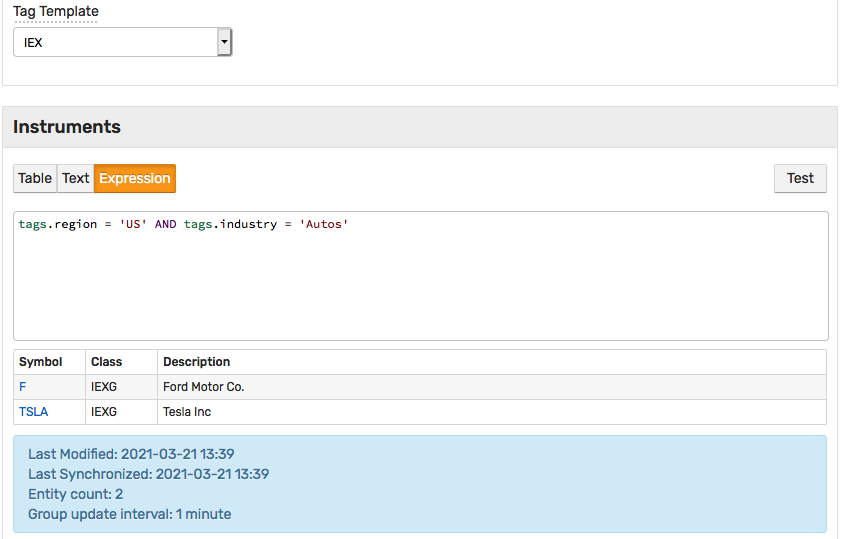 Tag Template
IEX
Instruments
Table Text Expression Test
tags.region = 'US' AND tags.industry = 'Autos'
Symbol Class Description
F IEXG Ford Motor Co.
TSLA IEXG Tesla Inc
Last Modified: 2021-03-21 13:39
Last Synchronized: 2021-03-21 13:39
Entity count: 2
Group update interval: 1 minute